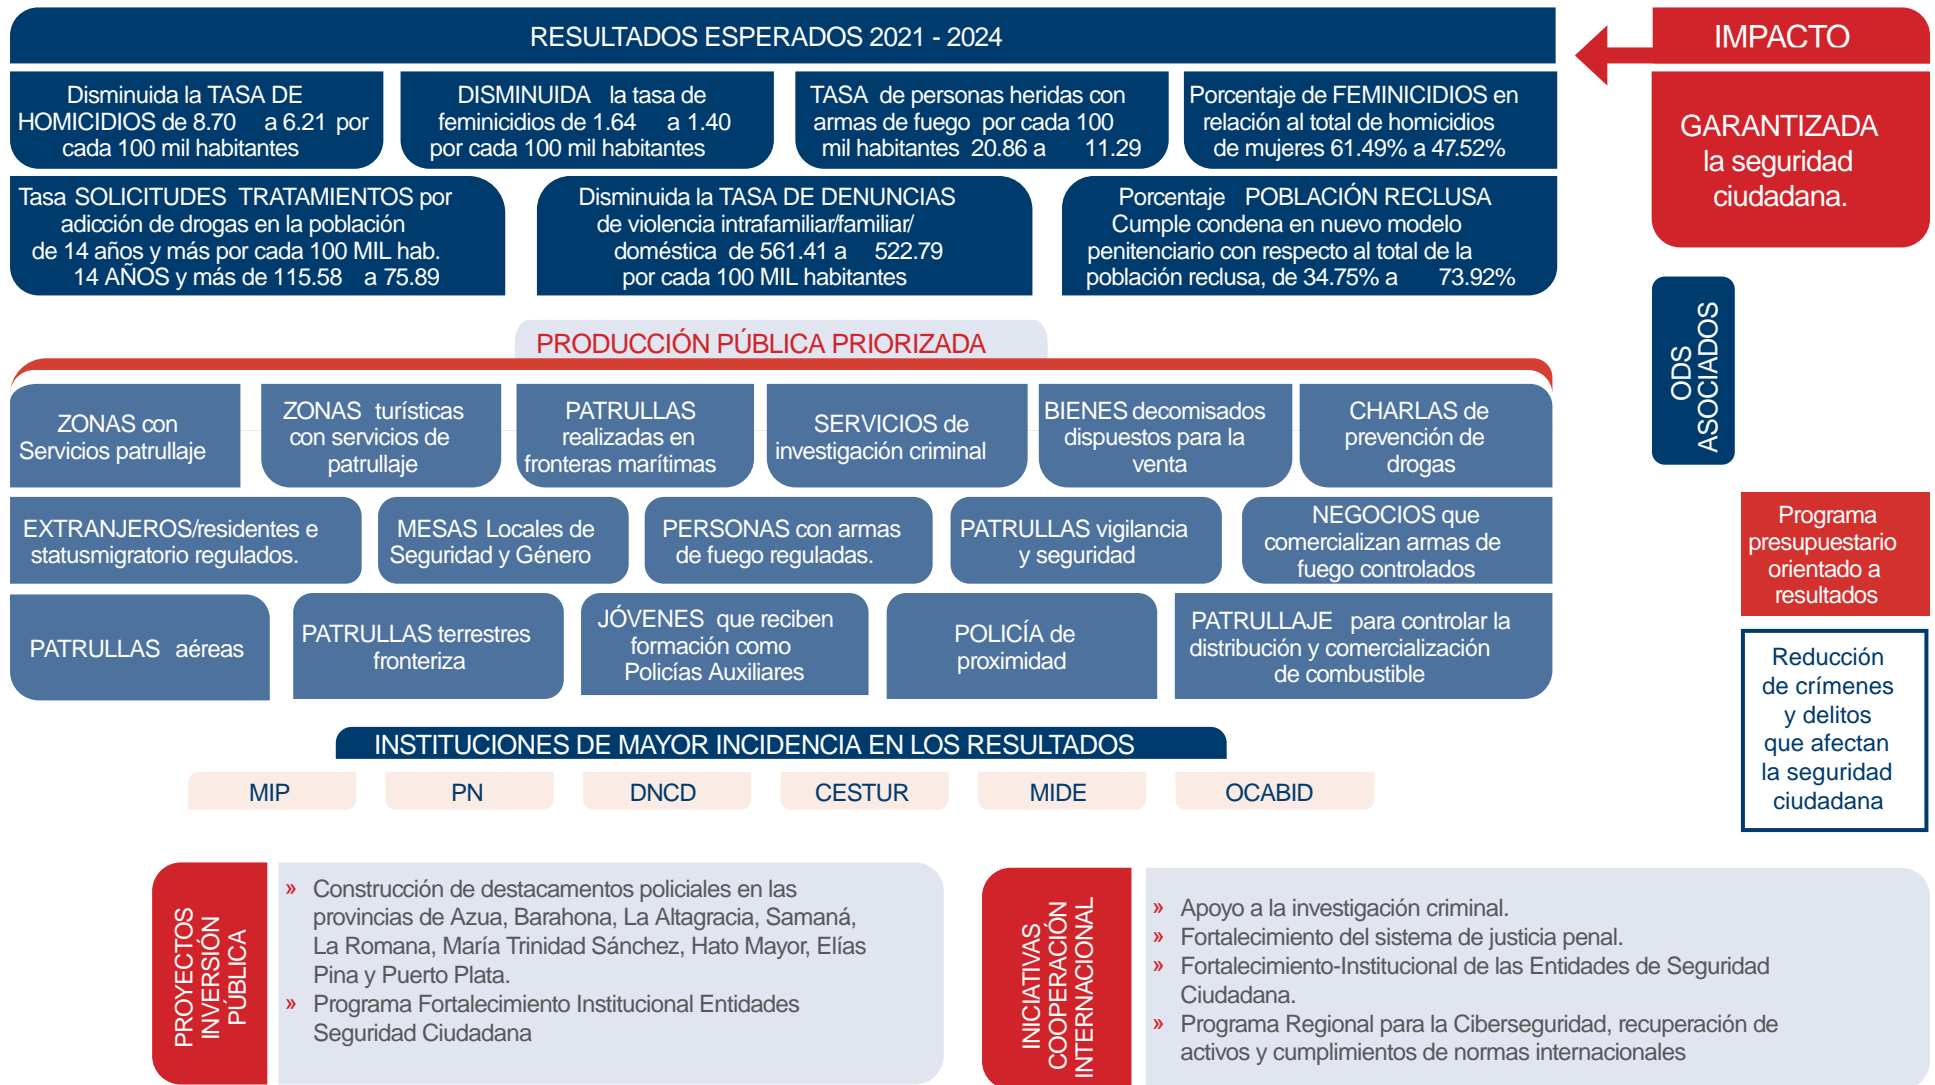 RESULTADOS ESPERADOS 2021 - 2024
IMPACTO
GARANTIZADA
la seguridad
ciudadana.
Disminuida la TASA DE
HOMICIDIOS de 8.70 a 6.21 por
cada 100 mil habitantes
DISMINUIDA la tasa de
feminicidios de 1.64 a 1.40
por cada 100 mil habitantes
TASA de personas heridas con
armas de fuego por cada 100
mil habitantes 20.86 a 11.29
Porcentaje de FEMINICIDIOS en
relación al total de homicidios
de mujeres 61.49% a 47.52%
Tasa SOLICITUDES TRATAMIENTOS por
adicción de drogas en la población
de 14 años y más por cada 100 MIL hab.
14 AÑOS y más de 115.58 a 75.89
Disminuida la TASA DE DENUNCIAS
de violencia intrafamiliar/familiar/
doméstica de 561.41 a 522.79
por cada 100 MIL habitantes
Porcentaje POBLACIÓN RECLUSA
Cumple condena en nuevo modelo
penitenciario con respecto al total de la
población reclusa, de 34.75% a 73.92%
ODS
ASOCIADOS
PRODUCCIÓN PÚBLICA PRIORIZADA
ZONAS con
Servicios patrullaje
ZONAS turísticas
con servicios de
patrullaje
PATRULLAS
realizadas en
fronteras marítimas
SERVICIOS de
investigación criminal
BIENES decomisados
dispuestos para la
venta
CHARLAS de
prevención de
drogas
EXTRANJEROS/residentes e
statusmigratorio regulados.
MESAS Locales de
Seguridad y Género
PERSONAS con armas
de fuego reguladas.
PATRULLAS vigilancia
y seguridad
NEGOCIOS que
comercializan armas de
fuego controlados
PATRULLAS aéreas
PATRULLAS terrestres
fronteriza
JÓVENES que reciben
formación como
Policías Auxiliares
POLICÍA de
proximidad
PATRULLAJE para controlar la
distribución y comercialización
de combustible
Programa
presupuestario
orientado a
resultados
Reducción
de crímenes
y delitos
que afectan
la seguridad
ciudadana
INSTITUCIONES DE MAYOR INCIDENCIA EN LOS RESULTADOS
MIP
PN
DNCD
CESTUR
MIDE
OCABID
PROYECTOS
INVERSIÓN
PÚBLICA
» Construcción de destacamentos policiales en las
provincias de Azua, Barahona, La Altagracia, Samaná,
La Romana, María Trinidad Sánchez, Hato Mayor, Elías
Pina y Puerto Plata.
» Programa Fortalecimiento Institucional Entidades
Seguridad Ciudadana
INICIATIVAS
COOPERACIÓN
INTERNACIONAL
» Apoyo a la investigación criminal.
» Fortalecimiento del sistema de justicia penal.
» Fortalecimiento-Institucional de las Entidades de Seguridad
Ciudadana.
» Programa Regional para la Ciberseguridad, recuperación de
activos y cumplimientos de normas internacionales